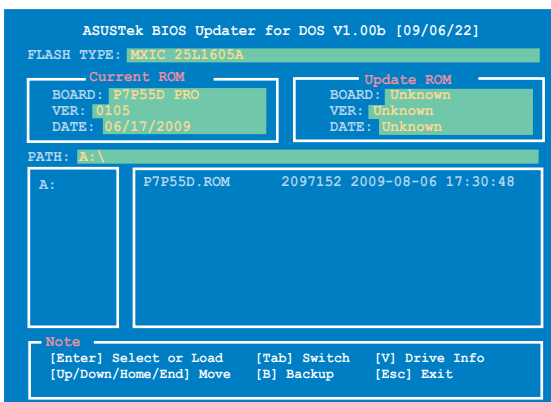 ASUSTek BIOS Updater for DOS V1.00b [09/06/22]
FLASH TYPE: MXIC 25L1605A
Current ROM
BOARD: P7P55D PRO
VER: 0105
DATE: 06/17/2009
Update ROM
BOARD: Unknown
VER: Unknown
DATE: Unknown
PATH: A:\
A:
P7P55D.ROM 2097152 2009-08-06 17:30:48
Note
[Enter] Select or Load [Tab] Switch [V] Drive Info
[Up/Down/Home/End] Move [B] Backup [Esc] Exit